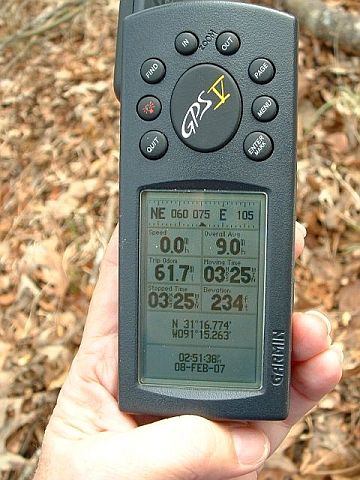 IN ZOOM OUT
FIND PAGE
MENU
QUIT ENTER MARK
GPS V
NE 060 075 E 105
Speed Overall Avg
0.0 9.0
Trip Odom Moving Time
61.7 03 25
Stopped Time Elevation
03 25 234
N 31°16.774'
W091°15.263'
02:51:38
08-FEB-07
GARMIN